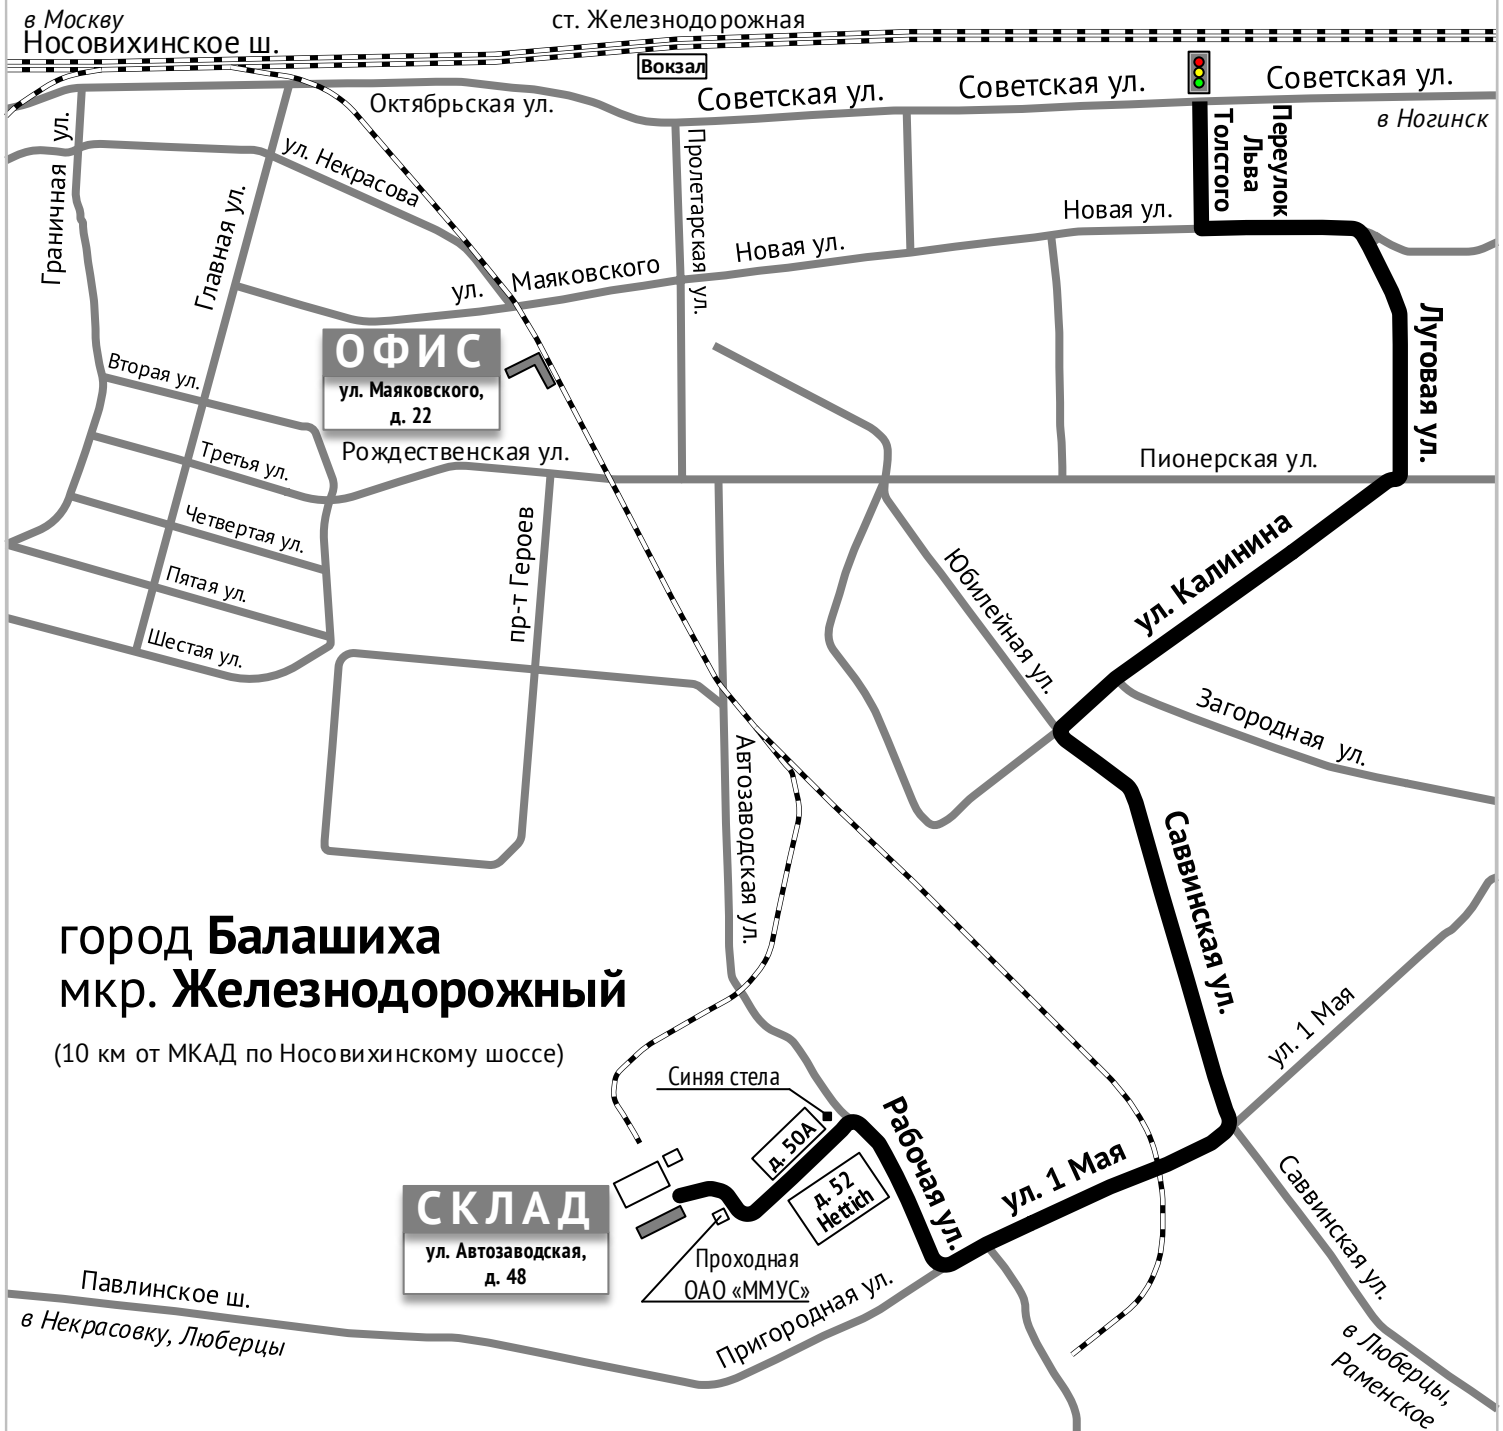 в Москву
Носовихинское ш.
ст. Железнодорожная
Вокзал
Октябрьская ул.
Советская ул.
Советская ул.
Советская ул.
в Ногинск
Граничная ул.
Главная ул.
ул. Некрасова
Пролетарская ул.
Переулок
Льва
Толстого
Новая ул.
Новая ул.
ул. Маяковского
ОФИС
ул. Маяковского,
д. 22
Луговая ул.
Вторая ул.
Третья ул.
Четвертая ул.
Пятая ул.
Шестая ул.
Рождественская ул.
Пионерская ул.
пр-т Героев
Юбилейная ул.
ул. Калинина
Загородная ул.
Автозаводская ул.
Саввинская ул.
город Балашиха
мкр. Железнодорожный
(10 км от МКАД по Носовихинскому шоссе)
ул. 1 Мая
Синяя стела
д. 50А
Рабочая ул.
ул. 1 Мая
д. 52
Hettich
СКЛАД
ул. Автозаводская,
д. 48
Проходная
ОАО «ММУС»
Саввинская ул.
Павлинское ш.
в Некрасовку, Люберцы
Пригородная ул.
в Люберцы,
Раменское